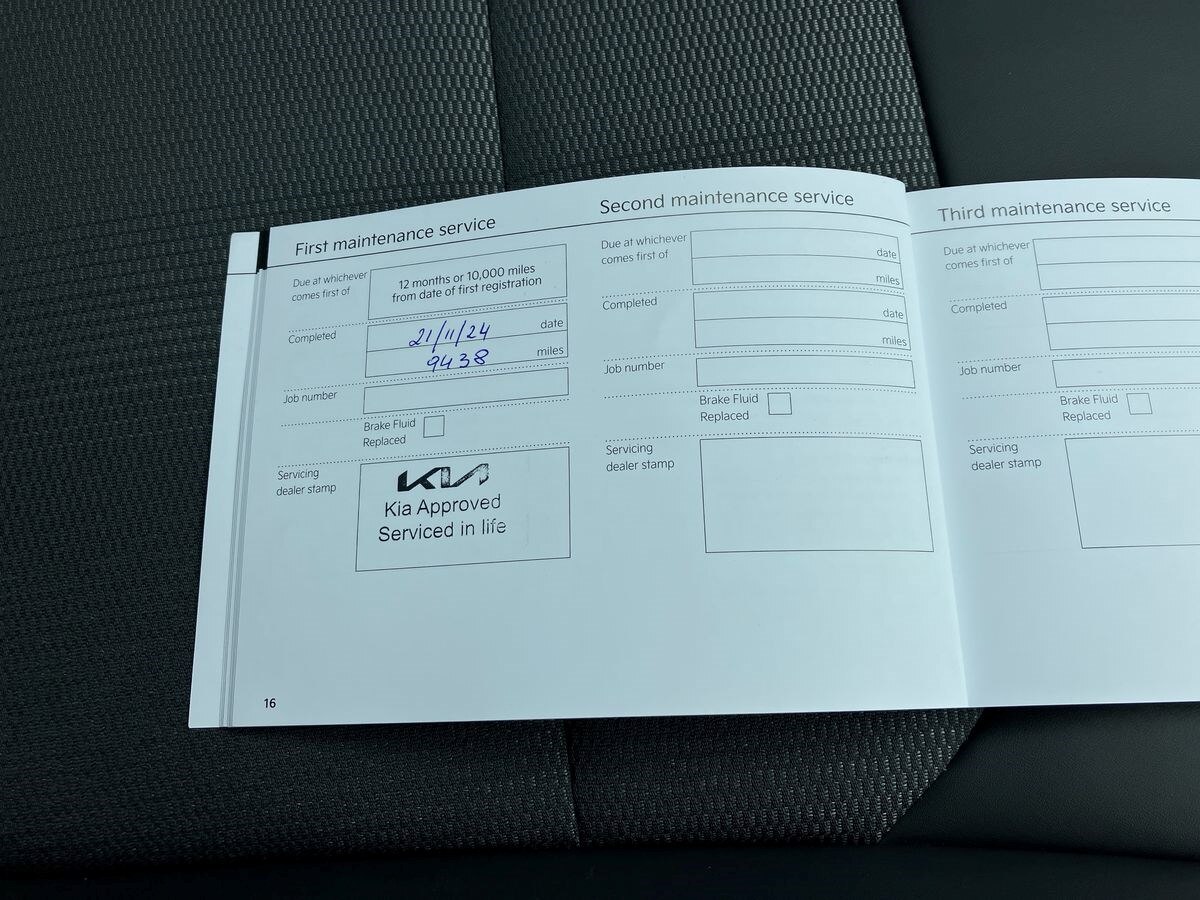 First maintenance service
Due at whichever
comes first of
12 months or 10,000 miles
from date of first registration
Completed
21/11/24 date
9438 miles
Job number
Brake Fluid
Replaced
Servicing
dealer stamp
KIA
Kia Approved
Serviced in life
16
Second maintenance service
Due at whichever
comes first of
date
miles
Completed
date
miles
Job number
Brake Fluid
Replaced
Servicing
dealer stamp
Third maintenance service
Due at whichever
comes first of
Completed
Job number
Brake Fluid
Replaced
Servicing
dealer stamp